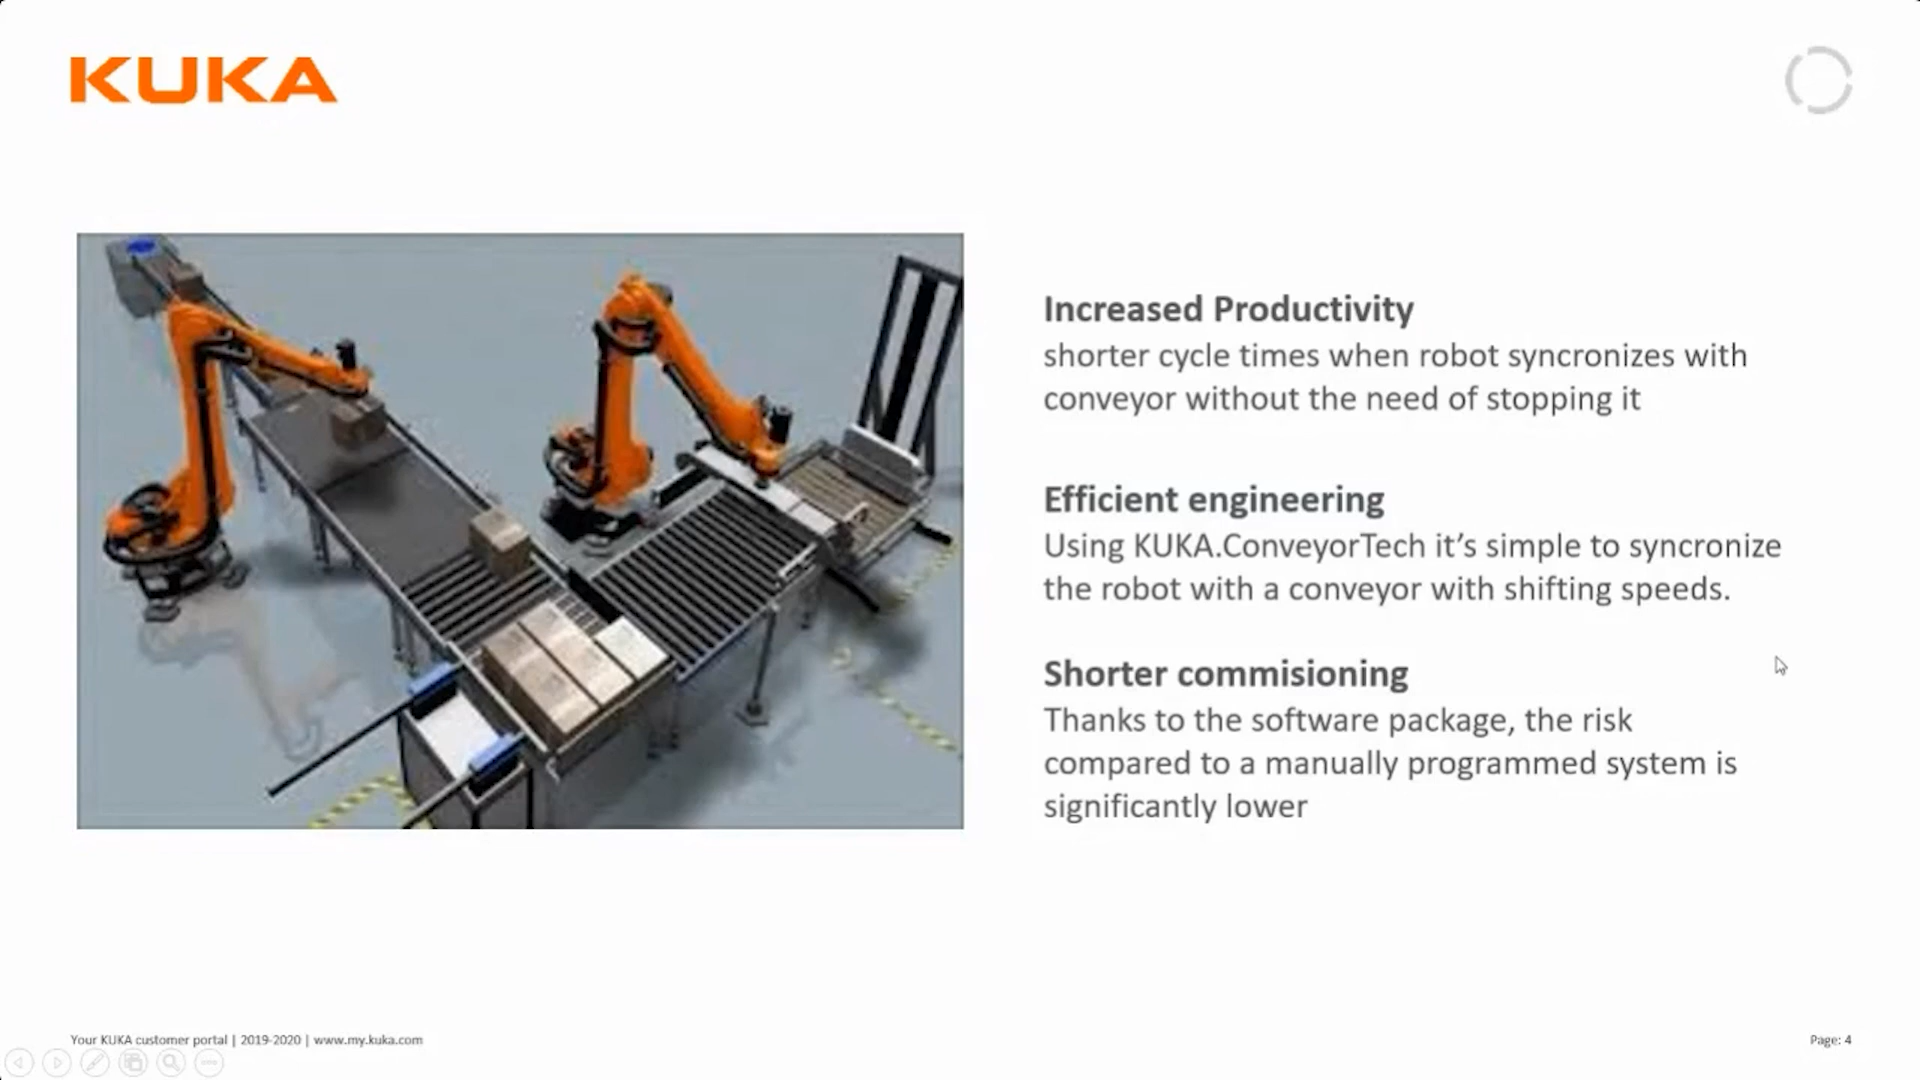 KUKA
Increased Productivity
shorter cycle times when robot syncronizes with
conveyor without the need of stopping it
Efficient engineering
Using KUKA.ConveyorTech it’s simple to syncronize
the robot with a conveyor with shifting speeds.
Shorter commisioning
Thanks to the software package, the risk
compared to a manually programmed system is
significantly lower
Your KUKA customer portal | 2019-2020 | www.my.kuka.com
Page: 4